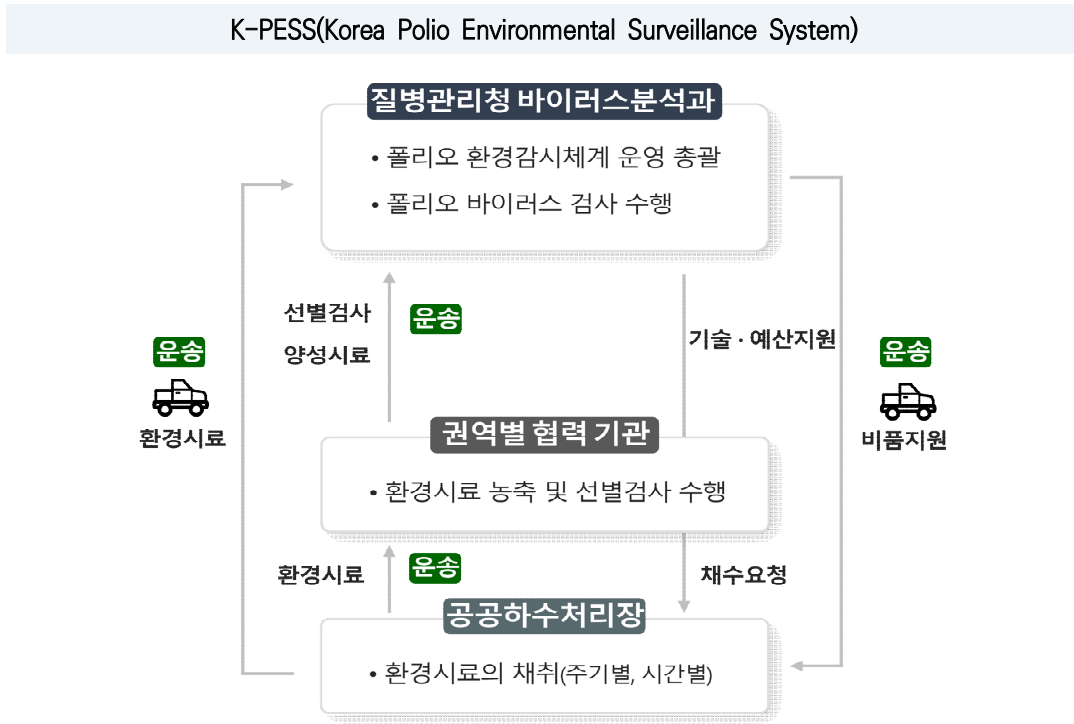 K-PESS(Korea Polio Environmental Surveillance System)
질병관리청 바이러스분석과
• 폴리오 환경감시체계 운영 총괄
• 폴리오 바이러스 검사 수행
선별검사
양성시료
운송
기술 · 예산지원
운송
환경시료
운송
비품지원
권역별 협력 기관
• 환경시료 농축 및 선별검사 수행
환경시료
운송
채수요청
공공하수처리장
• 환경시료의 채취(주기별, 시간별)